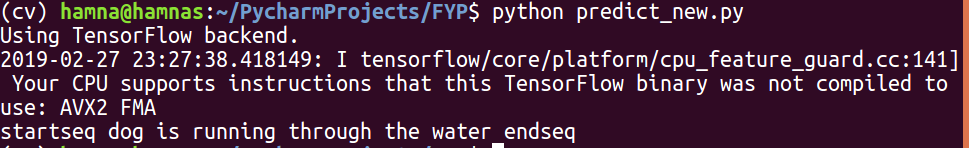 (cv) hamna@hamnas:~/PycharmProjects/FYP$ python predict_new.py
Using TensorFlow backend.
2019-02-27 23:27:38.418149: I tensorflow/core/platform/cpu_feature_guard.cc:141]
 Your CPU supports instructions that this TensorFlow binary was not compiled to
use: AVX2 FMA
startseq dog is running through the water endseq